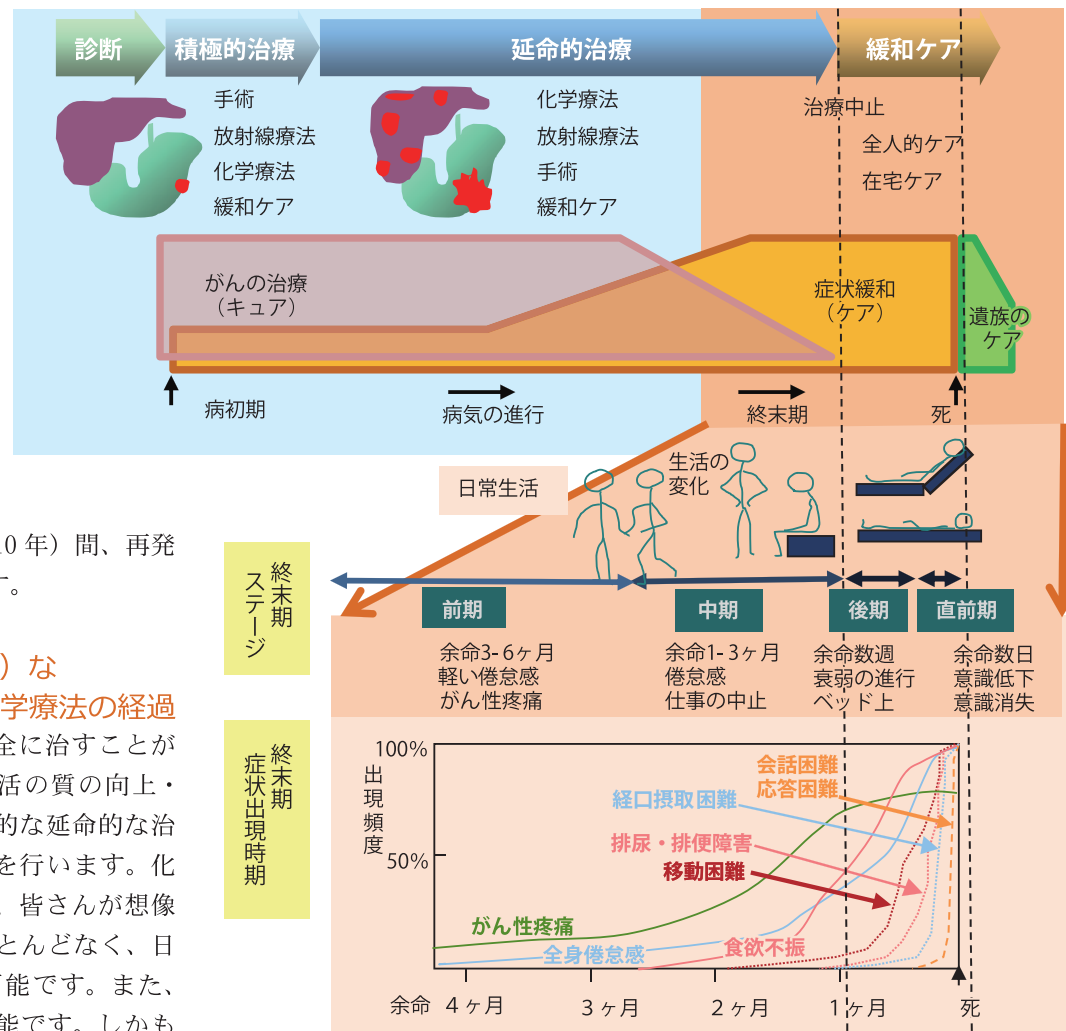 診断
積極的治療
延命的治療
緩和ケア
手術
放射線療法
化学療法
緩和ケア
化学療法
放射線療法
手術
緩和ケア
治療中止
全人的ケア
在宅ケア
がんの治療
（キュア）
症状緩和
（ケア）
遺族の
ケア
病初期
病気の進行
終末期
死
日常生活
生活の
変化
10 年）間、再発
す。
）な
学療法の経過
全に治すことが
活の質の向上・
的な延命的な治
を行います。化
、皆さんが想像
とんどなく、日
可能です。また、
能です。しかも
終末期
ステージ
前期
中期
後期
直前期
余命3-6ヶ月
軽い倦怠感
がん性疼痛
余命1-3ヶ月
倦怠感
仕事の中止
余命数週
衰弱の進行
ベッド上
余命数日
意識低下
意識消失
終末期
症状出現時期
100%
50%
出現頻度
会話困難
応答困難
経口摂取困難
排尿・排便障害
移動困難
がん性疼痛
全身倦怠感
食欲不振
余命
4ヶ月
3ヶ月
2ヶ月
1ヶ月
死